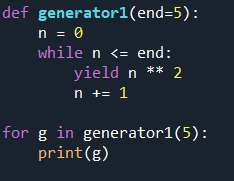 def generator1(end=5):
    n = 0
    while n <= end:
        yield n ** 2
        n += 1

for g in generator1(5):
    print(g)